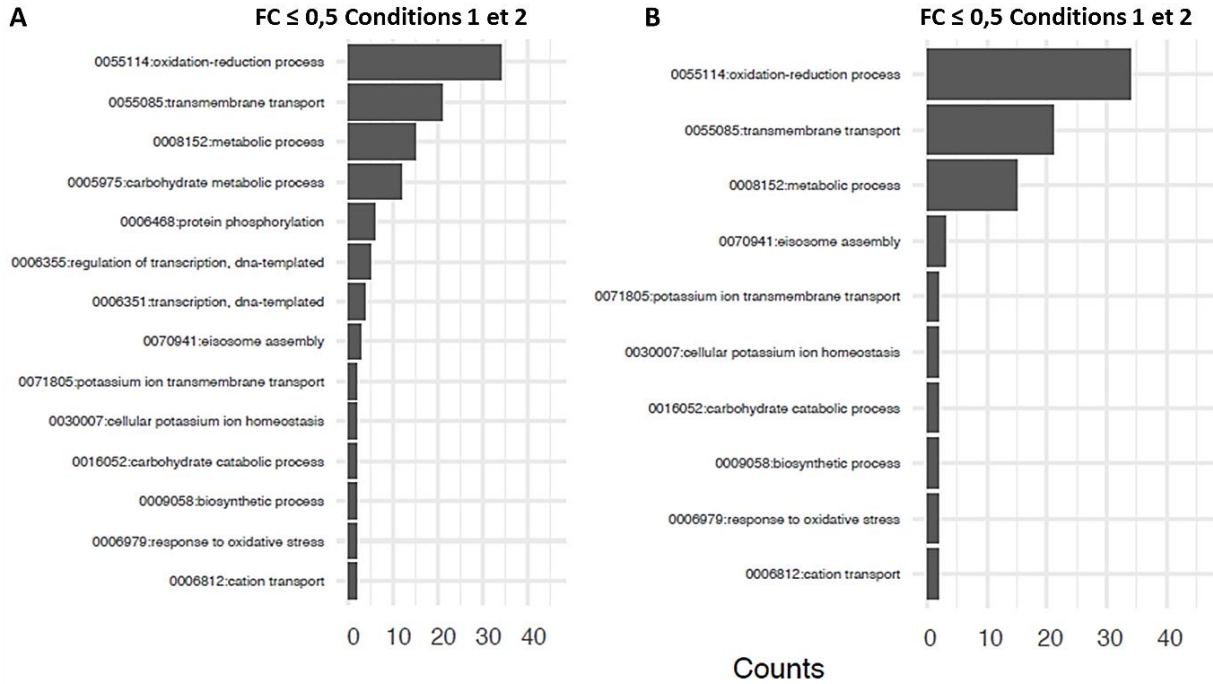 A
FC ≤ 0,5 Conditions 1 et 2
0055114:oxidation-reduction process
0055085:transmembrane transport
0008152:metabolic process
0005975:carbohydrate metabolic process
0006468:protein phosphorylation
0006355:regulation of transcription, dna-templated
0006351:transcription, dna-templated
0070941:eisosome assembly
0071805:potassium ion transmembrane transport
0030007:cellular potassium ion homeostasis
0016052:carbohydrate catabolic process
0009058:biosynthetic process
0006979:response to oxidative stress
0006812:cation transport
0 10 20 30 40
B
FC ≤ 0,5 Conditions 1 et 2
0055114:oxidation-reduction process
0055085:transmembrane transport
0008152:metabolic process
0070941:eisosome assembly
0071805:potassium ion transmembrane transport
0030007:cellular potassium ion homeostasis
0016052:carbohydrate catabolic process
0009058:biosynthetic process
0006979:response to oxidative stress
0006812:cation transport
0 10 20 30 40
Counts